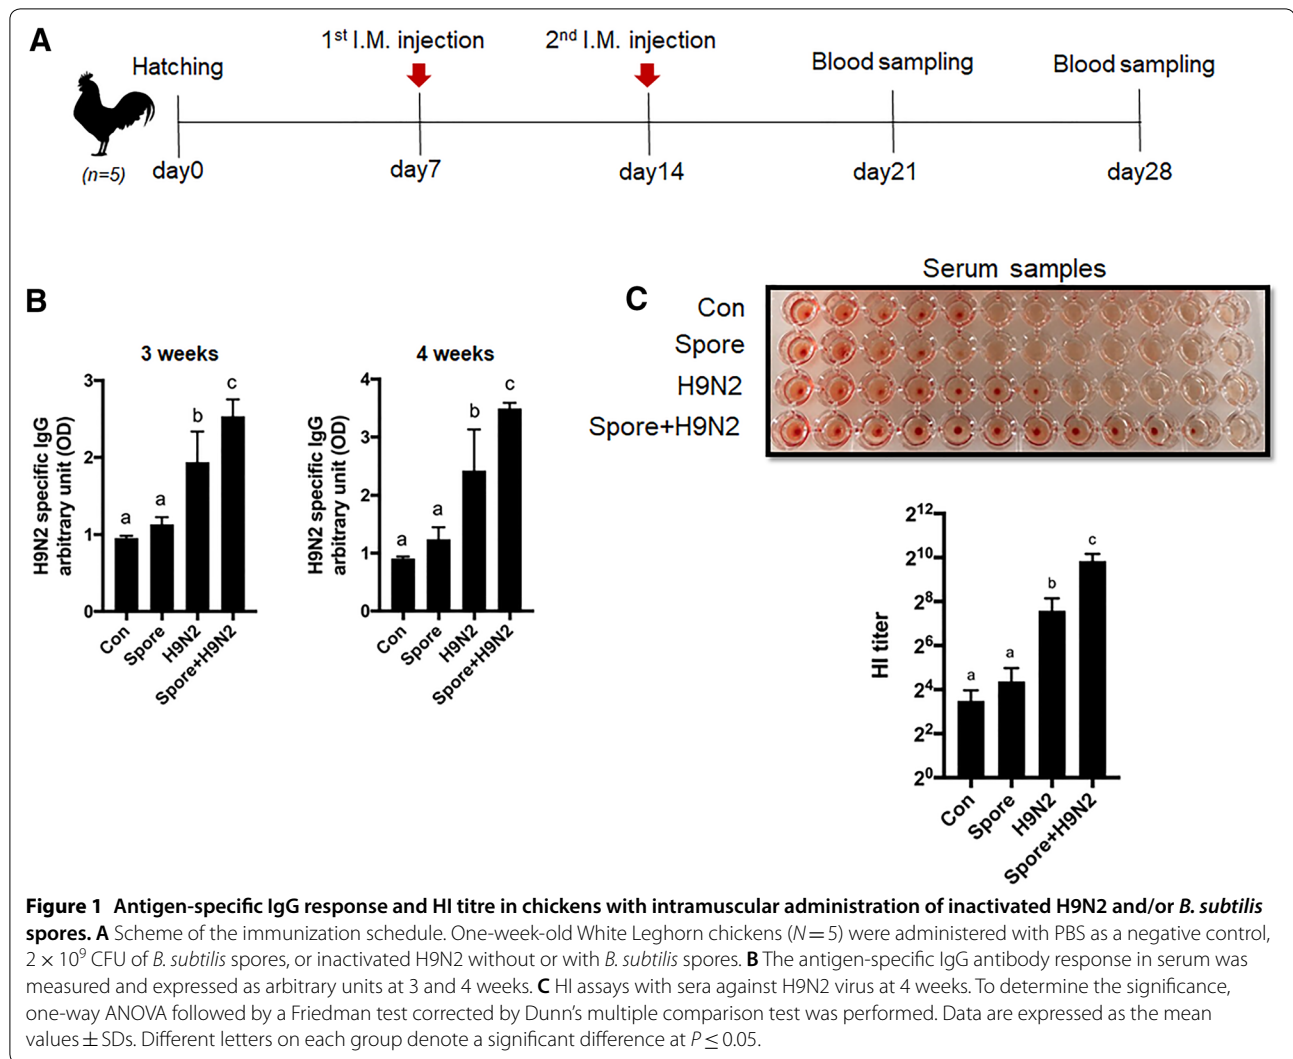 A
1st I.M. injection
2nd I.M. injection
Hatching
Blood sampling
Blood sampling
(n=5)
day0
day7
day14
day21
day28
B
3 weeks
H9N2 specific IgG
arbitrary unit (OD)
3
2
1
0
a
a
b
c
Con
Spore
H9N2
Spore+H9N2
4 weeks
H9N2 specific IgG
arbitrary unit (OD)
4
3
2
1
0
a
a
b
c
Con
Spore
H9N2
Spore+H9N2
C
Serum samples
Con
Spore
H9N2
Spore+H9N2
HI titer
2^12
2^10
2^8
2^6
2^4
2^2
2^0
a
a
b
c
Con
Spore
H9N2
Spore+H9N2
Figure 1 Antigen-specific IgG response and HI titre in chickens with intramuscular administration of inactivated H9N2 and/or B. subtilis
spores. A Scheme of the immunization schedule. One-week-old White Leghorn chickens (N = 5) were administered with PBS as a negative control,
2 × 10^9 CFU of B. subtilis spores, or inactivated H9N2 without or with B. subtilis spores. B The antigen-specific IgG antibody response in serum was
measured and expressed as arbitrary units at 3 and 4 weeks. C HI assays with sera against H9N2 virus at 4 weeks. To determine the significance,
one-way ANOVA followed by a Friedman test corrected by Dunn's multiple comparison test was performed. Data are expressed as the mean
values ± SDs. Different letters on each group denote a significant difference at P ≤ 0.05.